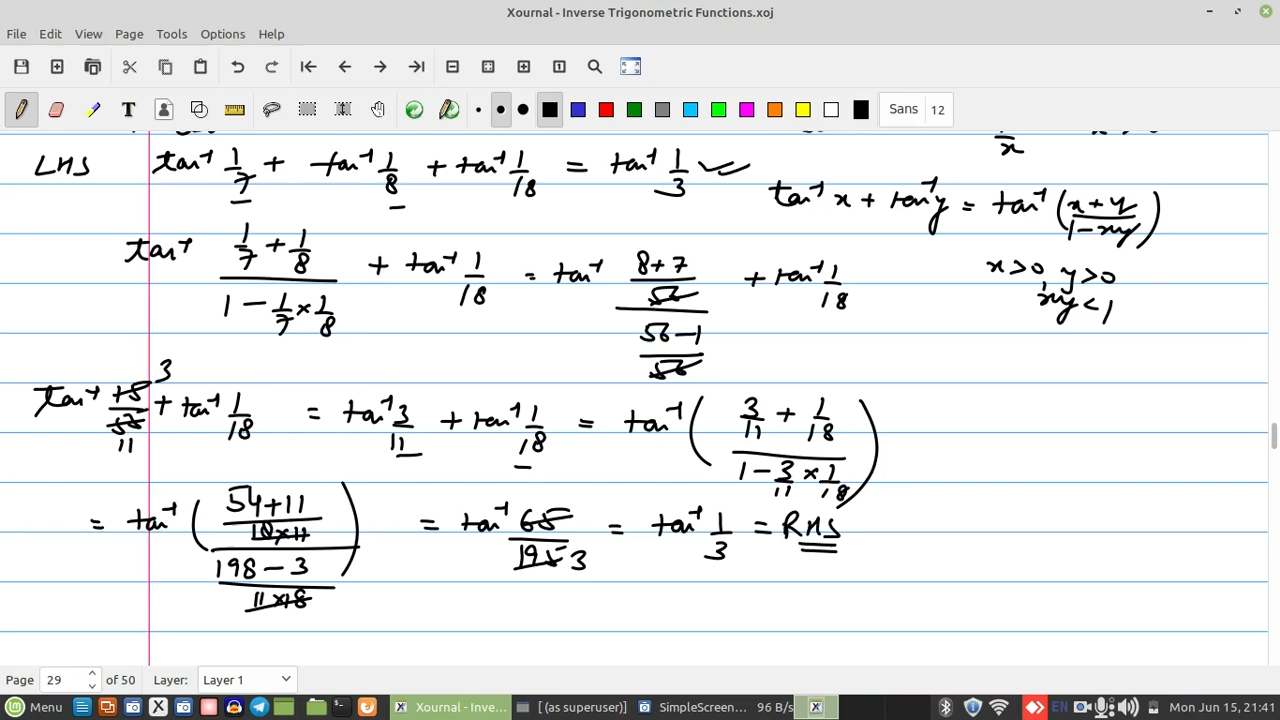 Xournal - Inverse Trigonometric Functions.xoj
File Edit View Page Tools Options Help
Sans 12
LHS tan⁻¹ 1/7 + tan⁻¹ 1/8 + tan⁻¹ 1/18 = tan⁻¹ 1/3 ✓
tan⁻¹ x + tan⁻¹ y = tan⁻¹ (x + y / 1 - xy)
x > 0, y > 0
xy < 1
tan⁻¹ (1/7 + 1/8) / (1 - 1/7 × 1/8) + tan⁻¹ 1/18 = tan⁻¹ ((8 + 7)/56) / ((56 - 1)/56) + tan⁻¹ 1/18
tan⁻¹ 15/55 3/11 + tan⁻¹ 1/18 = tan⁻¹ 3/11 + tan⁻¹ 1/18 = tan⁻¹ ((3/11 + 1/18) / (1 - 3/11 × 1/18))
= tan⁻¹ (((54 + 11)/(18 × 11)) / ((198 - 3)/(11 × 18))) = tan⁻¹ 65/195 3 = tan⁻¹ 1/3 = RHS
Page 29 of 50 Layer: Layer 1
Menu Xournal - Inve... [ (as superuser)] SimpleScreen... 96 B/s EN Mon Jun 15, 21:41